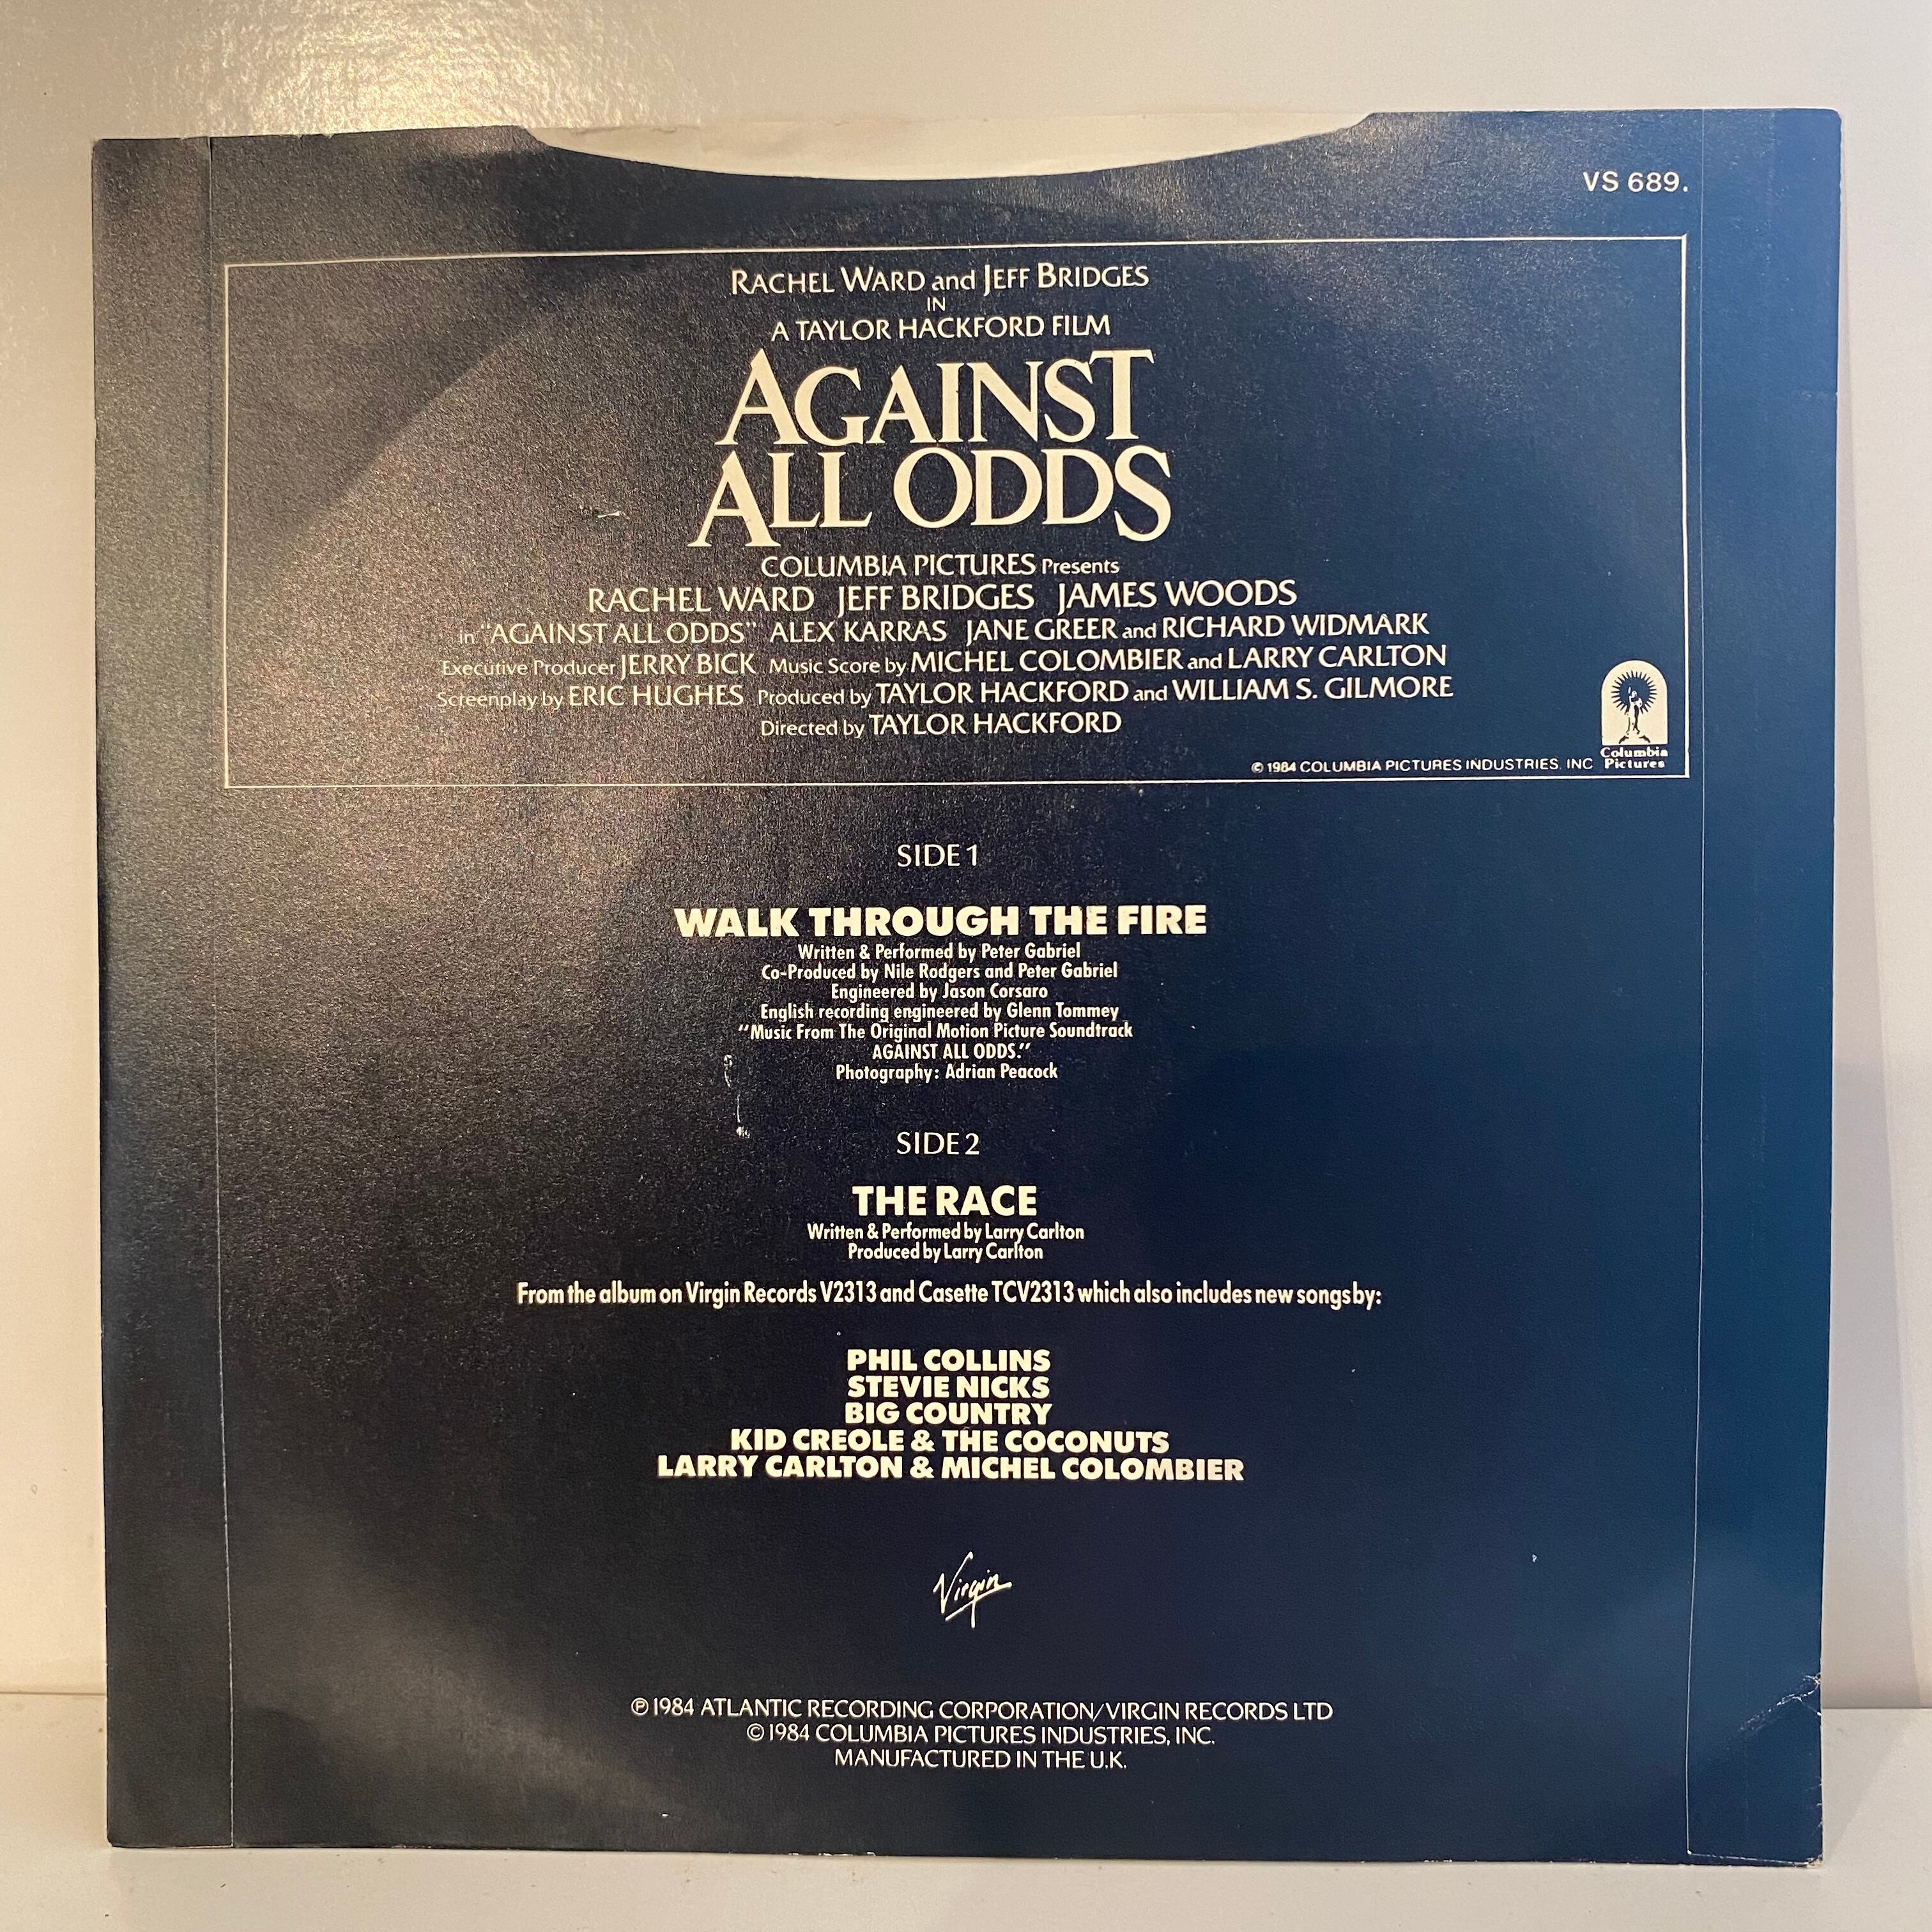 VS 689.
RACHEL WARD and JEFF BRIDGES
IN
A TAYLOR HACKFORD FILM
AGAINST
ALL ODDS
COLUMBIA PICTURES Presents
RACHEL WARD JEFF BRIDGES JAMES WOODS
in "AGAINST ALL ODDS" ALEX KARRAS JANE GREER and RICHARD WIDMARK
Executive Producer JERRY BICK Music Score by MICHEL COLOMBIER and LARRY CARLTON
Screenplay by ERIC HUGHES Produced by TAYLOR HACKFORD and WILLIAM S. GILMORE
Directed by TAYLOR HACKFORD
© 1984 COLUMBIA PICTURES INDUSTRIES. INC
Columbia
Pictures
SIDE 1
WALK THROUGH THE FIRE
Written & Performed by Peter Gabriel
Co-Produced by Nile Rodgers and Peter Gabriel
Engineered by Jason Corsaro
English recording engineered by Glenn Tommey
"Music From The Original Motion Picture Soundtrack
AGAINST ALL ODDS."
Photography: Adrian Peacock
SIDE 2
THE RACE
Written & Performed by Larry Carlton
Produced by Larry Carlton
From the album on Virgin Records V2313 and Casette TCV2313 which also includes new songs by:
PHIL COLLINS
STEVIE NICKS
BIG COUNTRY
KID CREOLE & THE COCONUTS
LARRY CARLTON & MICHEL COLOMBIER
Virgin
℗ 1984 ATLANTIC RECORDING CORPORATION/VIRGIN RECORDS LTD
© 1984 COLUMBIA PICTURES INDUSTRIES, INC.
MANUFACTURED IN THE U.K.